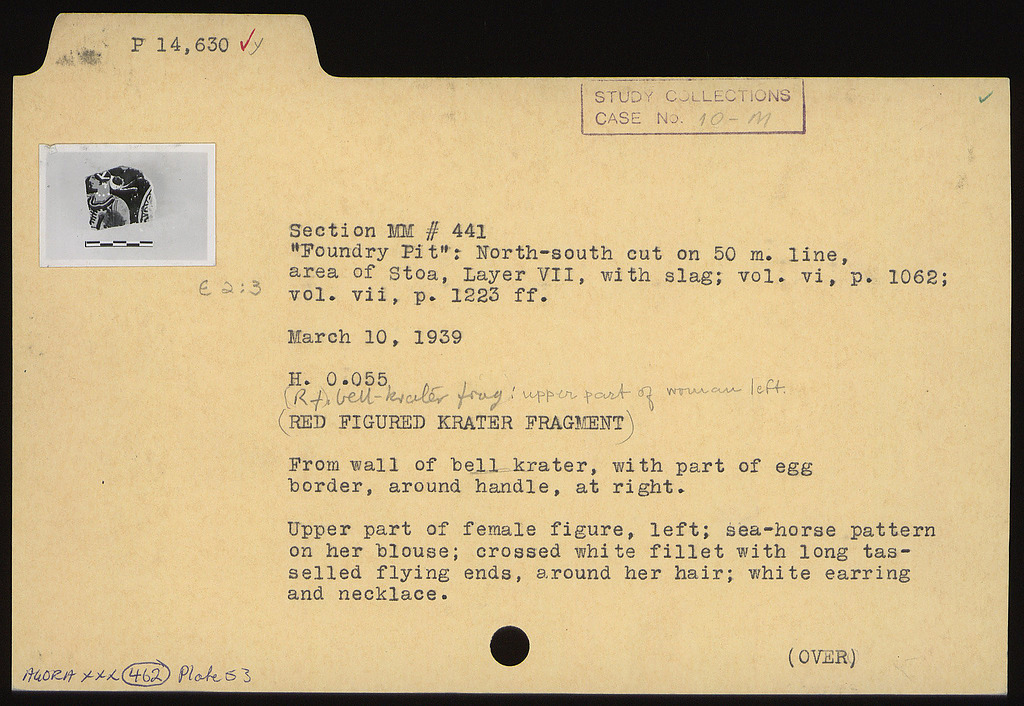 P 14,630 ✓ y
STUDY COLLECTIONS
CASE No. 10-M
Section MM # 441
"Foundry Pit": North-south cut on 50 m. line,
area of Stoa, Layer VII, with slag; vol. vi, p. 1062;
E 2:3
vol. vii, p. 1223 ff.
March 10, 1939
H. 0.055
(R.f. bell-krater frag: upper part of woman left.
(RED FIGURED KRATER FRAGMENT)
From wall of bell krater, with part of egg
border, around handle, at right.
Upper part of female figure, left; sea-horse pattern
on her blouse; crossed white fillet with long tas-
selled flying ends, around her hair; white earring
and necklace.
(OVER)
AGORA XXX 462 Plate 53